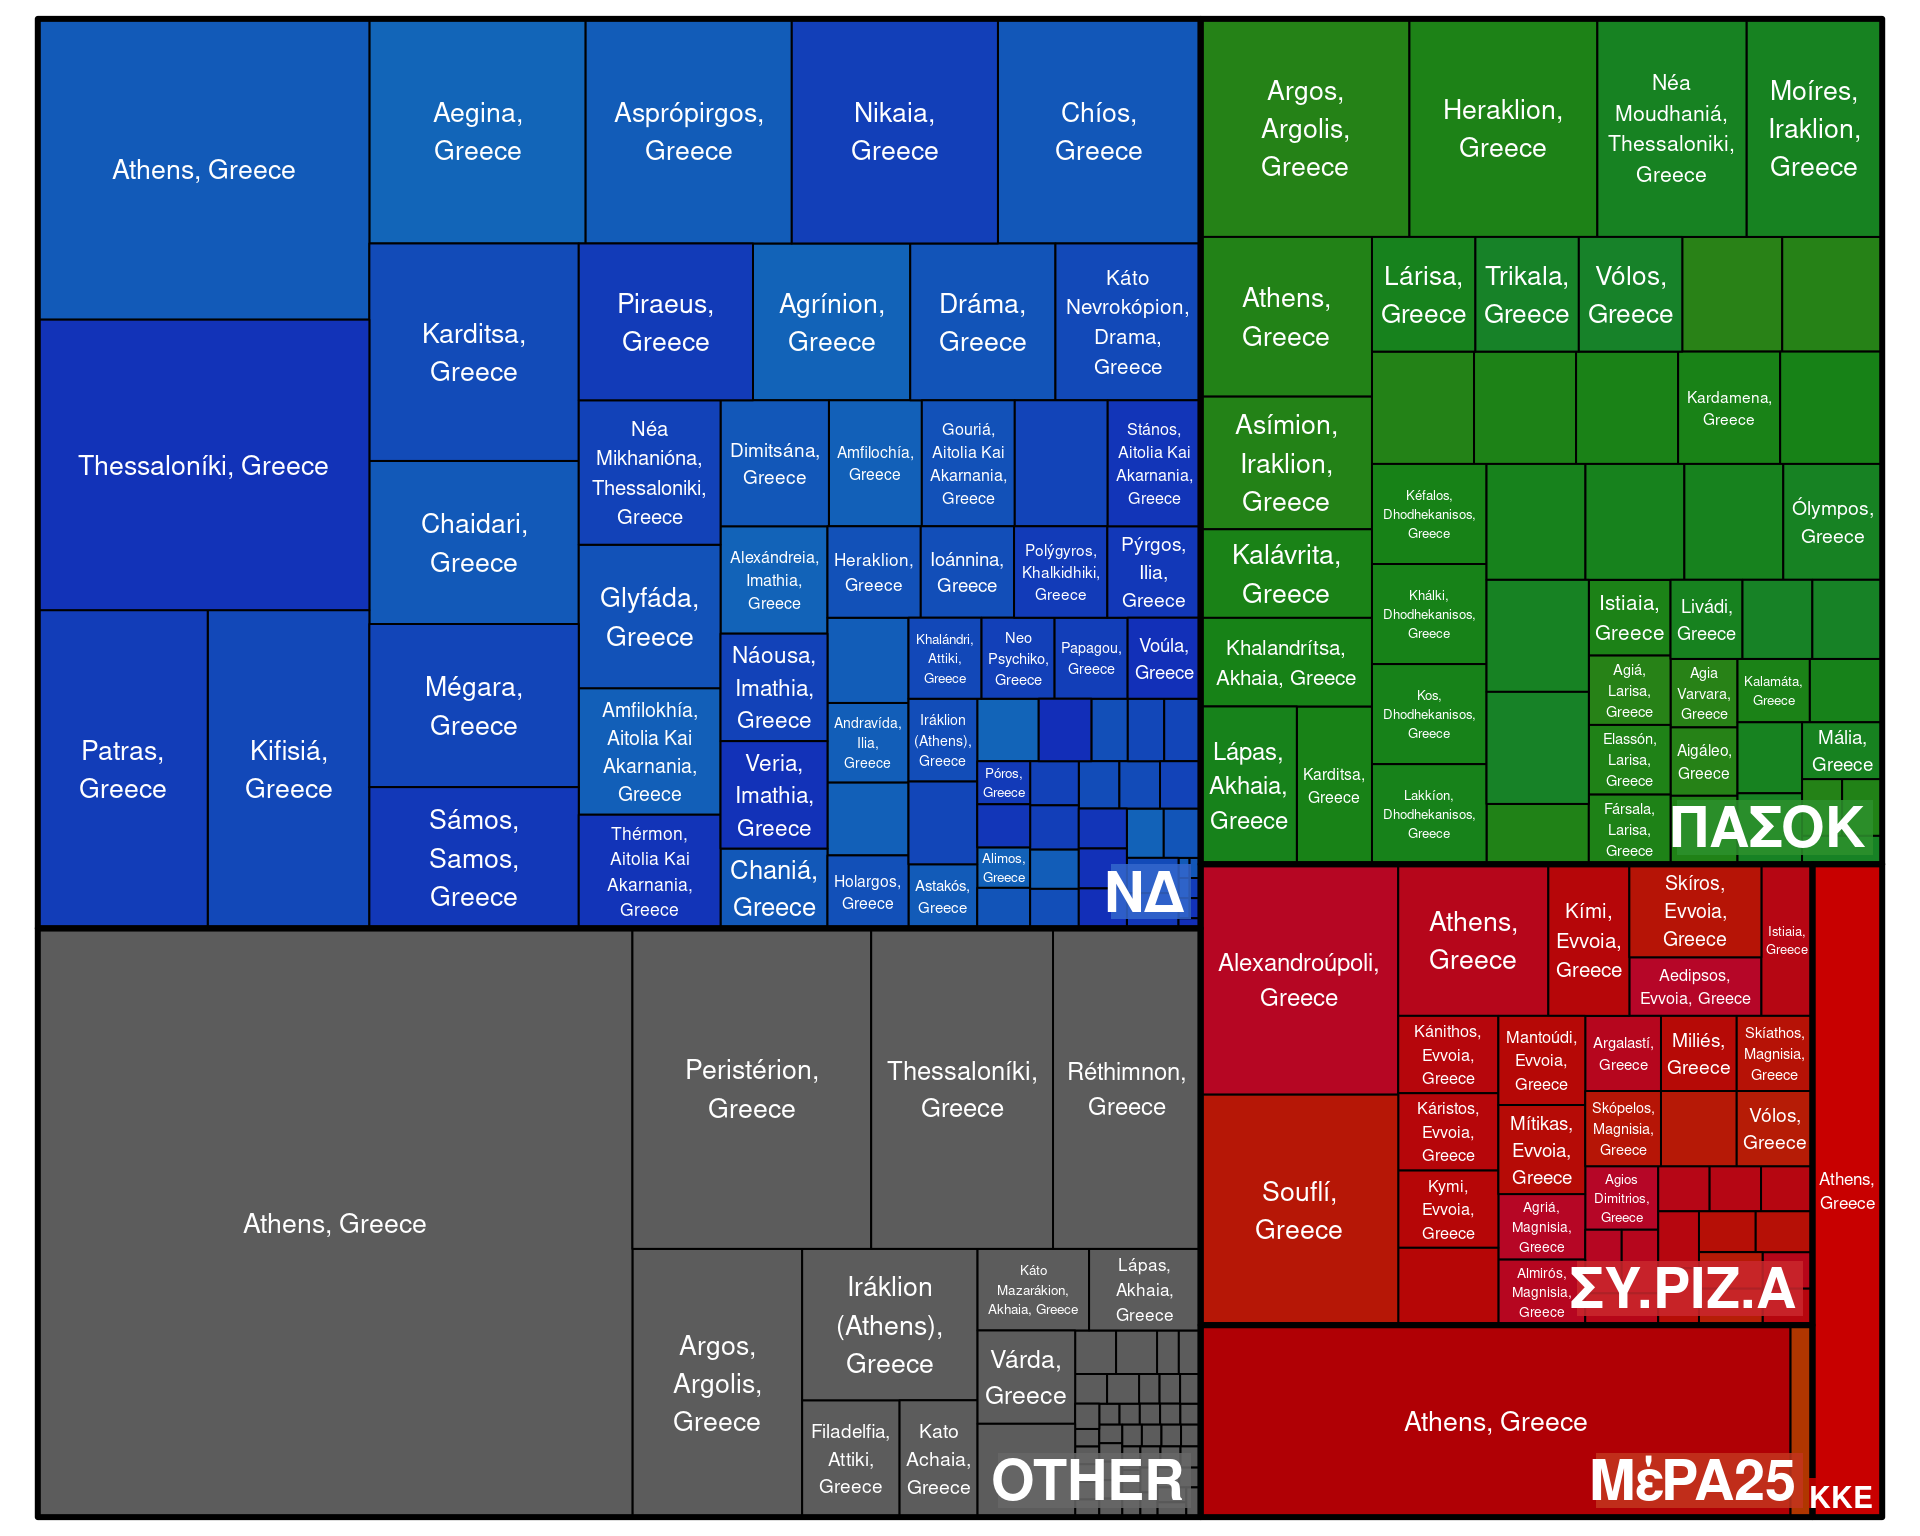 Athens, Greece
Aegina,
Greece
Asprópirgos,
Greece
Nikaia,
Greece
Chíos,
Greece
Thessaloníki, Greece
Patras,
Greece
Kifisiá,
Greece
Karditsa,
Greece
Chaidari,
Greece
Mégara,
Greece
Sámos,
Samos,
Greece
Piraeus,
Greece
Agrínion,
Greece
Dráma,
Greece
Káto
Nevrokópion,
Drama,
Greece
Néa
Mikhanióna,
Thessaloniki,
Greece
Glyfáda,
Greece
Amfilokhía,
Aitolia Kai
Akarnania,
Greece
Thérmon,
Aitolia Kai
Akarnania,
Greece
Dimitsána,
Greece
Amfilochía,
Greece
Gouriá,
Aitolia Kai
Akarnania,
Greece
Stános,
Aitolia Kai
Akarnania,
Greece
Alexándreia,
Imathia,
Greece
Náousa,
Imathia,
Greece
Veria,
Imathia,
Greece
Chaniá,
Greece
Heraklion,
Greece
Ioánnina,
Greece
Polýgyros,
Khalkidhiki,
Greece
Pýrgos,
Ilia,
Greece
Khalándri,
Attiki,
Greece
Neo
Psychiko,
Greece
Papagou,
Greece
Voúla,
Greece
Andravída,
Ilia,
Greece
Holargos,
Greece
Iráklion
(Athens),
Greece
Astakós,
Greece
Póros,
Greece
Alimos,
Greece
ΝΔ
Argos,
Argolis,
Greece
Heraklion,
Greece
Néa
Moudhaniá,
Thessaloniki,
Greece
Moíres,
Iraklion,
Greece
Athens,
Greece
Asímion,
Iraklion,
Greece
Kalávrita,
Greece
Khalandrítsa,
Akhaia, Greece
Lápas,
Akhaia,
Greece
Karditsa,
Greece
Lárisa,
Greece
Trikala,
Greece
Vólos,
Greece
Kardamena,
Greece
Kéfalos,
Dhodhekanisos,
Greece
Khálki,
Dhodhekanisos,
Greece
Kos,
Dhodhekanisos,
Greece
Lakkíon,
Dhodhekanisos,
Greece
Ólympos,
Greece
Istiaia,
Greece
Livádi,
Greece
Agiá,
Larisa,
Greece
Elassón,
Larisa,
Greece
Fársala,
Larisa,
Greece
Agia
Varvara,
Greece
Aigáleo,
Greece
Kalamáta,
Greece
Mália,
Greece
ΠΑΣΟΚ
Athens, Greece
Peristérion,
Greece
Thessaloníki,
Greece
Réthimnon,
Greece
Argos,
Argolis,
Greece
Iráklion
(Athens),
Greece
Filadelfia,
Attiki,
Greece
Kato
Achaia,
Greece
Káto
Mazarákion,
Akhaia, Greece
Lápas,
Akhaia,
Greece
Várda,
Greece
OTHER
Alexandroúpoli,
Greece
Souflí,
Greece
Athens,
Greece
Kími,
Evvoia,
Greece
Skíros,
Evvoia,
Greece
Aedipsos,
Evvoia, Greece
Istiaia,
Greece
Kánithos,
Evvoia,
Greece
Káristos,
Evvoia,
Greece
Kymi,
Evvoia,
Greece
Mantoúdi,
Evvoia,
Greece
Mítikas,
Evvoia,
Greece
Agriá,
Magnisia,
Greece
Almirós,
Magnisia,
Greece
Argalastí,
Greece
Miliés,
Greece
Skíathos,
Magnisia,
Greece
Skópelos,
Magnisia,
Greece
Vólos,
Greece
Agios
Dimitrios,
Greece
ΣΥ.ΡΙΖ.Α
Athens, Greece
ΜέΡΑ25
Athens,
Greece
ΚΚΕ